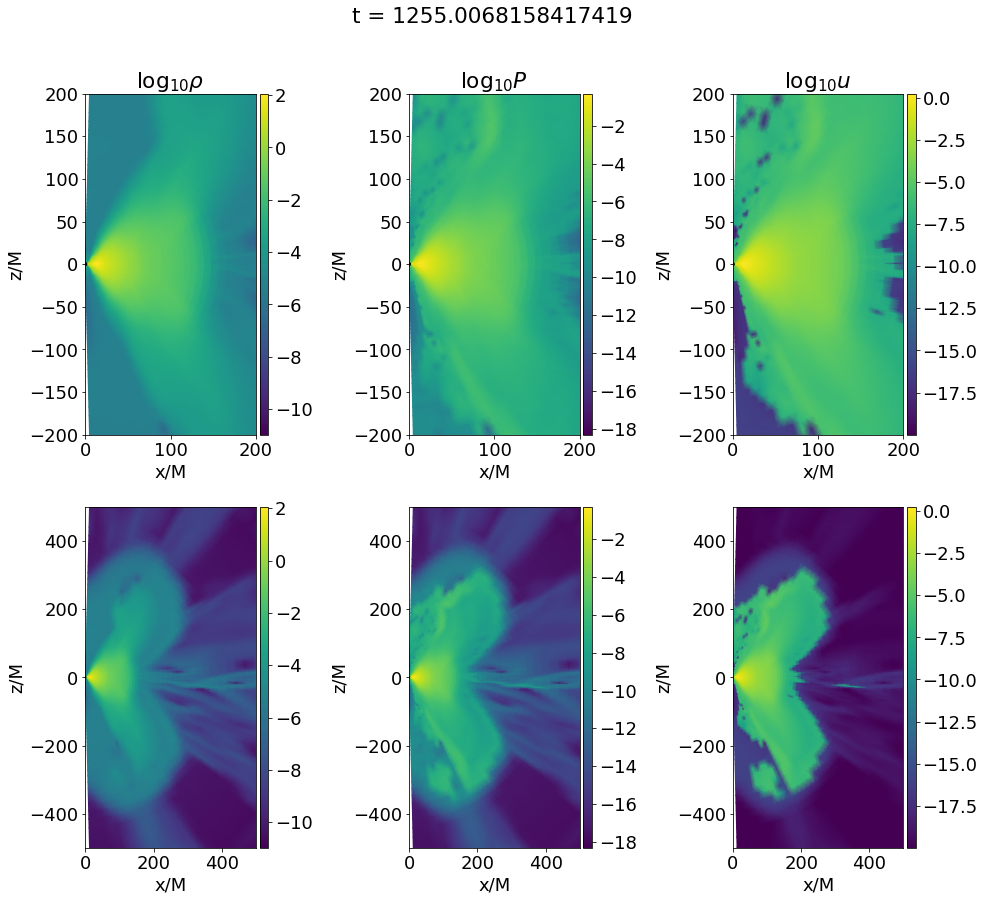 t = 1255.0068158417419
log₁₀ρ log₁₀P log₁₀u
200 2 200 200 0.0
150 0 150 −2 150 −2.5
100 −2 100 −4 100 −5.0
50 −4 50 −6 50 −7.5
z/M 0 −6 z/M 0 −8 z/M 0 −10.0
−50 −8 −50 −10 −50 −12.5
−100 −10 −100 −12 −100 −15.0
−150 −150 −14 −150 −17.5
−200 −200 −16 −200
−18
0 100 200 0 100 200 0 100 200
x/M x/M x/M
400 2 400 −2 400 0.0
200 0 200 −4 200 −2.5
z/M 0 −2 z/M 0 −6 z/M 0 −5.0
−200 −4 −200 −8 −200 −7.5
−400 −6 −400 −10 −400 −10.0
−8 −12 −12.5
−10 −14 −15.0
−16 −17.5
−18
0 200 400 0 200 400 0 200 400
x/M x/M x/M